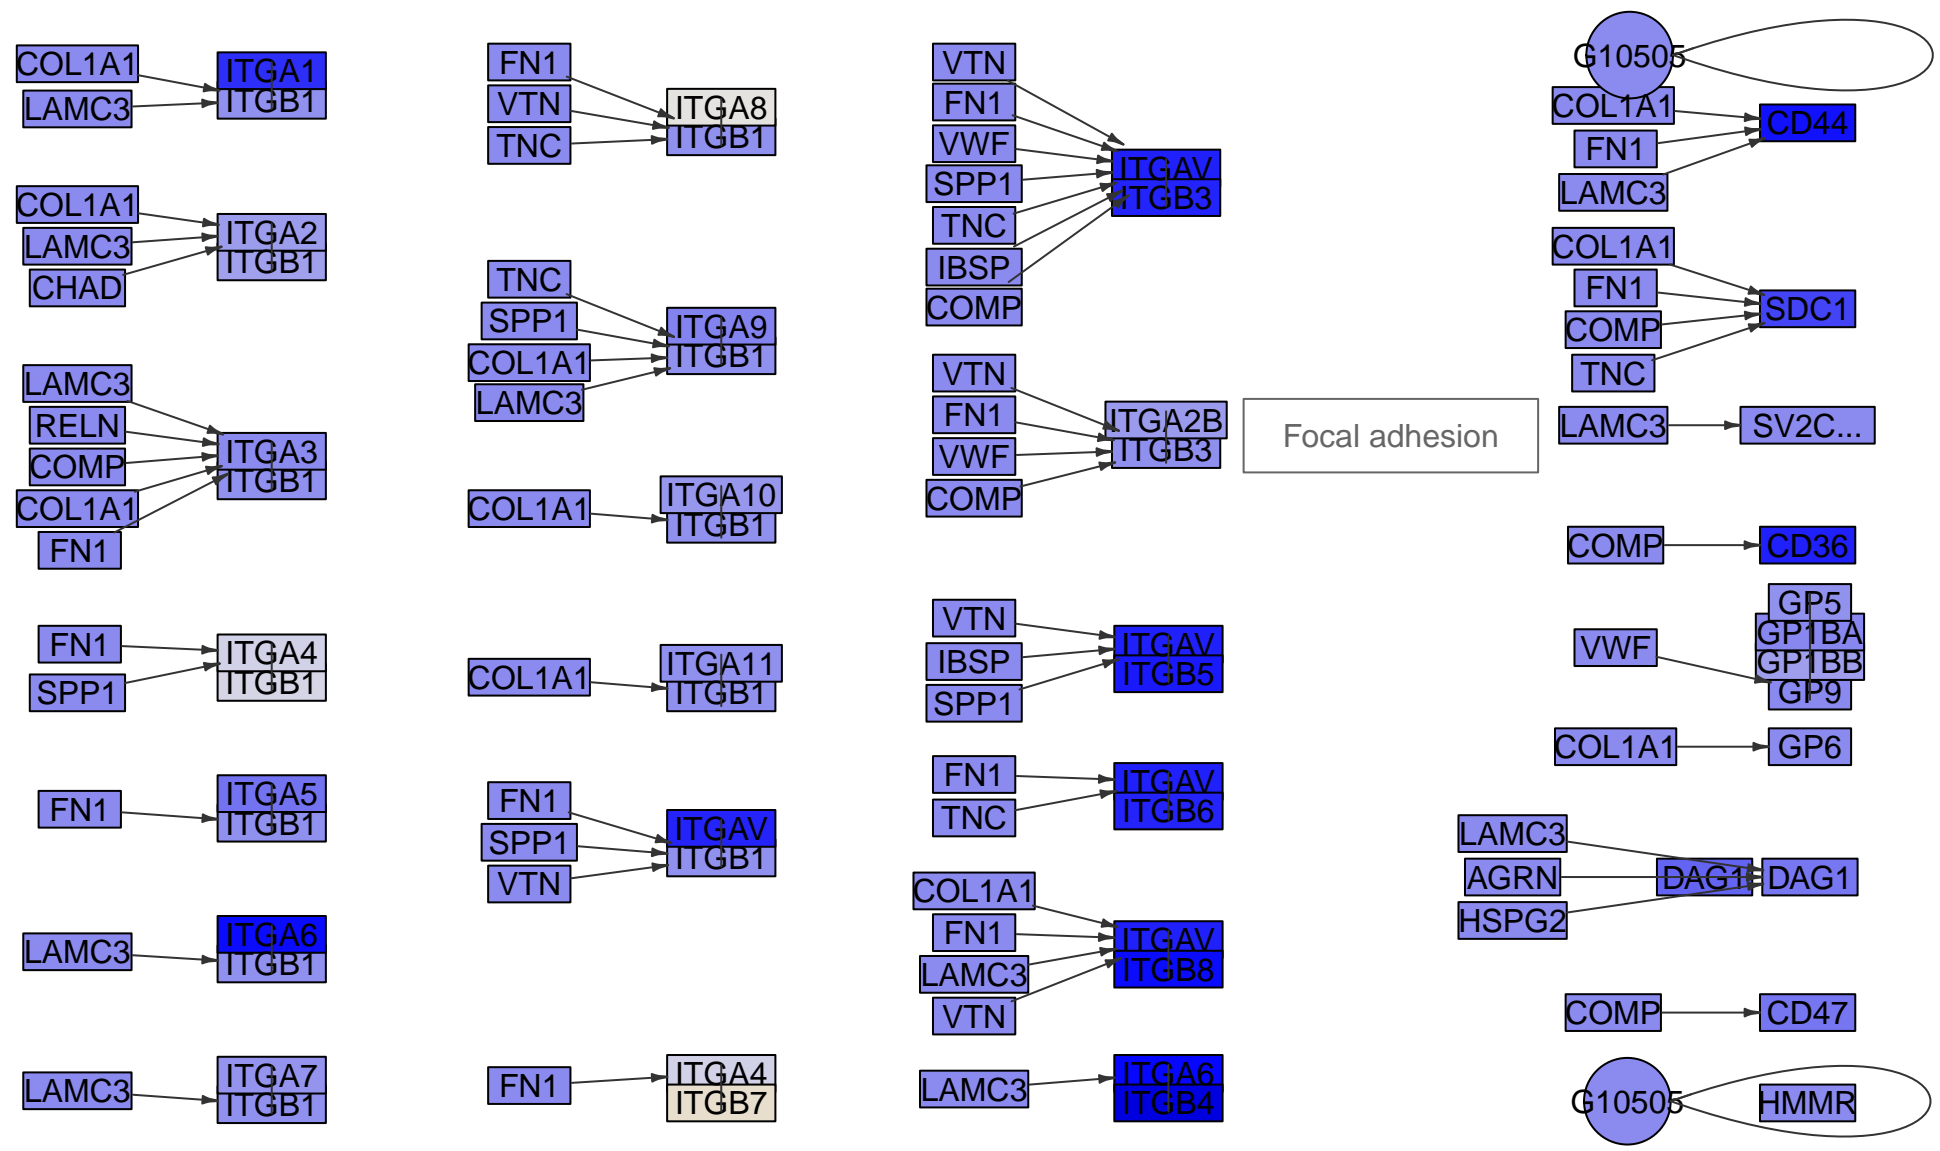 COL1A1
LAMC3
ITGA1
ITGB1
COL1A1
LAMC3
CHAD
ITGA2
ITGB1
LAMC3
RELN
COMP
COL1A1
FN1
ITGA3
ITGB1
FN1
SPP1
ITGA4
ITGB1
FN1
ITGA5
ITGB1
LAMC3
ITGA6
ITGB1
LAMC3
ITGA7
ITGB1
FN1
VTN
TNC
ITGA8
ITGB1
TNC
SPP1
COL1A1
LAMC3
ITGA9
ITGB1
COL1A1
ITGA10
ITGB1
COL1A1
ITGA11
ITGB1
FN1
SPP1
VTN
ITGAV
ITGB1
FN1
ITGA4
ITGB7
VTN
FN1
VWF
SPP1
TNC
IBSP
COMP
ITGAV
ITGB3
VTN
FN1
VWF
COMP
ITGA2B
ITGB3
Focal adhesion
VTN
IBSP
SPP1
ITGAV
ITGB5
FN1
TNC
ITGAV
ITGB6
COL1A1
FN1
LAMC3
VTN
ITGAV
ITGB8
LAMC3
ITGA6
ITGB4
G10505
COL1A1
FN1
LAMC3
CD44
COL1A1
FN1
COMP
TNC
SDC1
LAMC3
SV2C...
COMP
CD36
VWF
GP5
GP1BA
GP1BB
GP9
COL1A1
GP6
LAMC3
AGRN
HSPG2
DAG1
DAG1
COMP
CD47
G10505
HMMR